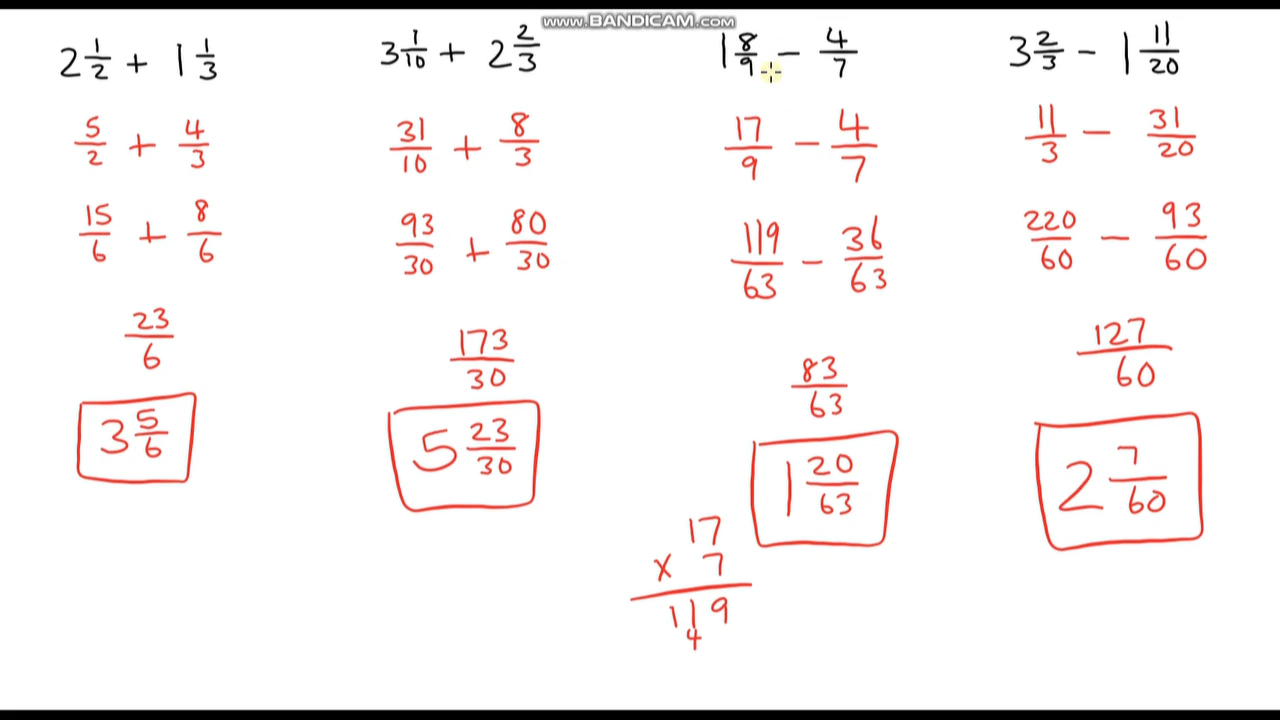 www.BANDICAM.com
2 1/2 + 1 1/3
5/2 + 4/3
15/6 + 8/6
23/6
3 5/6
3 1/10 + 2 2/3
31/10 + 8/3
93/30 + 80/30
173/30
5 23/30
1 8/9 - 4/7
17/9 - 4/7
119/63 - 36/63
83/63
1 20/63
17
x 7
119
4
3 2/3 - 1 11/20
11/3 - 31/20
220/60 - 93/60
127/60
2 7/60